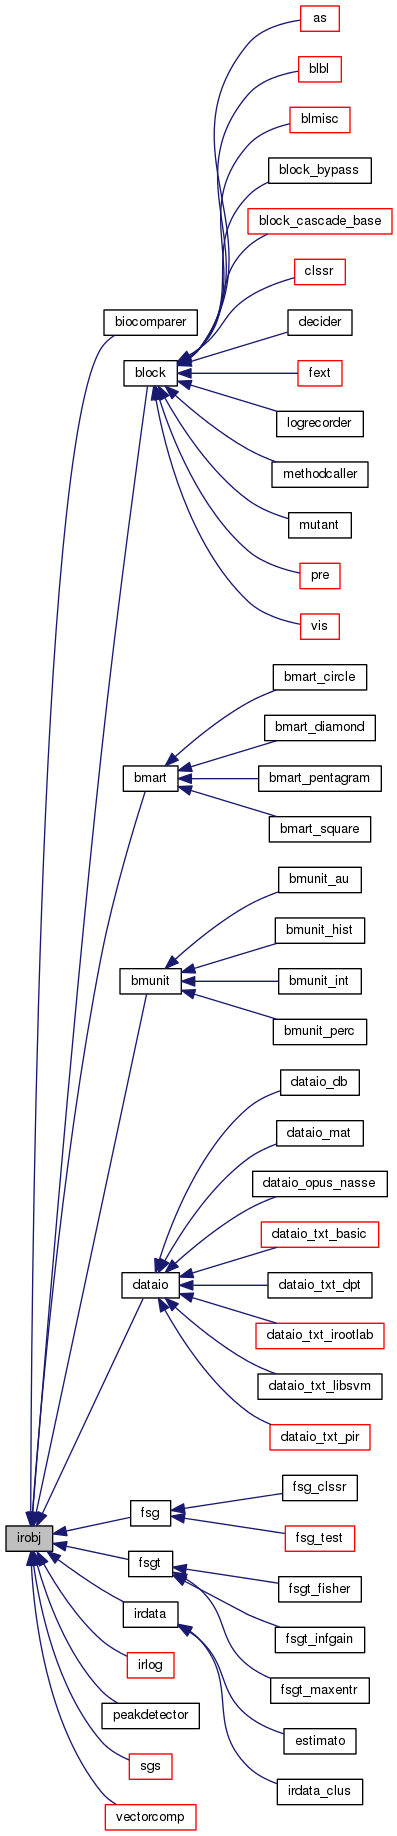 as
blbl
blmisc
block_bypass
block_cascade_base
clssr
biocomparer
decider
block
fext
logrecorder
methodcaller
mutant
pre
vis
bmart_circle
bmart_diamond
bmart
bmart_pentagram
bmart_square
bmunit_au
bmunit_hist
bmunit
bmunit_int
bmunit_perc
dataio_db
dataio_mat
dataio_opus_nasse
dataio_txt_basic
dataio
dataio_txt_dpt
dataio_txt_irootlab
dataio_txt_libsvm
dataio_txt_pir
fsg_clssr
fsg
irobj
fsg_test
fsgt
fsgt_fisher
irdata
fsgt_infgain
irlog
fsgt_maxentr
peakdetector
estimato
sgs
irdata_clus
vectorcomp